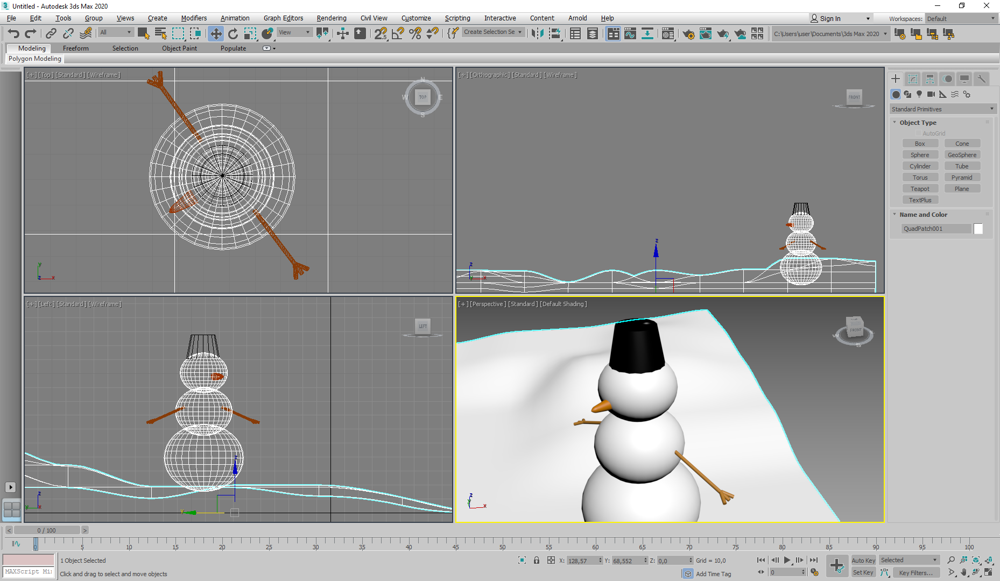 3 Untitled - Autodesk 3ds Max 2020
File Edit Tools Group Views Create Modifiers Animation Graph Editors Rendering Civil View Customize Scripting Interactive Content Arnold Help Sign In Workspaces: Default
All View Create Selection Se C:\Users\user\Documents\3ds Max 2020
Modeling Freeform Selection Object Paint Populate
Polygon Modeling
[+] [Top] [Standard] [Wireframe]
N
W TOP E
S
y
z x
[+] [Orthographic] [Standard] [Wireframe]
FRONT
z
z
y x
[+] [Left] [Standard] [Wireframe]
LEFT
z
y
z
y x
[+] [Perspective] [Standard] [Default Shading]
FRONT
W E
S
z
y x
Standard Primitives
Object Type
AutoGrid
Box Cone
Sphere GeoSphere
Cylinder Tube
Torus Pyramid
Teapot Plane
TextPlus
Name and Color
QuadPatch001
< 0 / 100 >
0 5 10 15 20 25 30 35 40 45 50 55 60 65 70 75 80 85 90 95 100
1 Object Selected X: 128,57 Y: 68,552 Z: 0,0 Grid = 10,0 Auto Key Selected
MAXScript Mi Click and drag to select and move objects Add Time Tag 0 Set Key Key Filters...